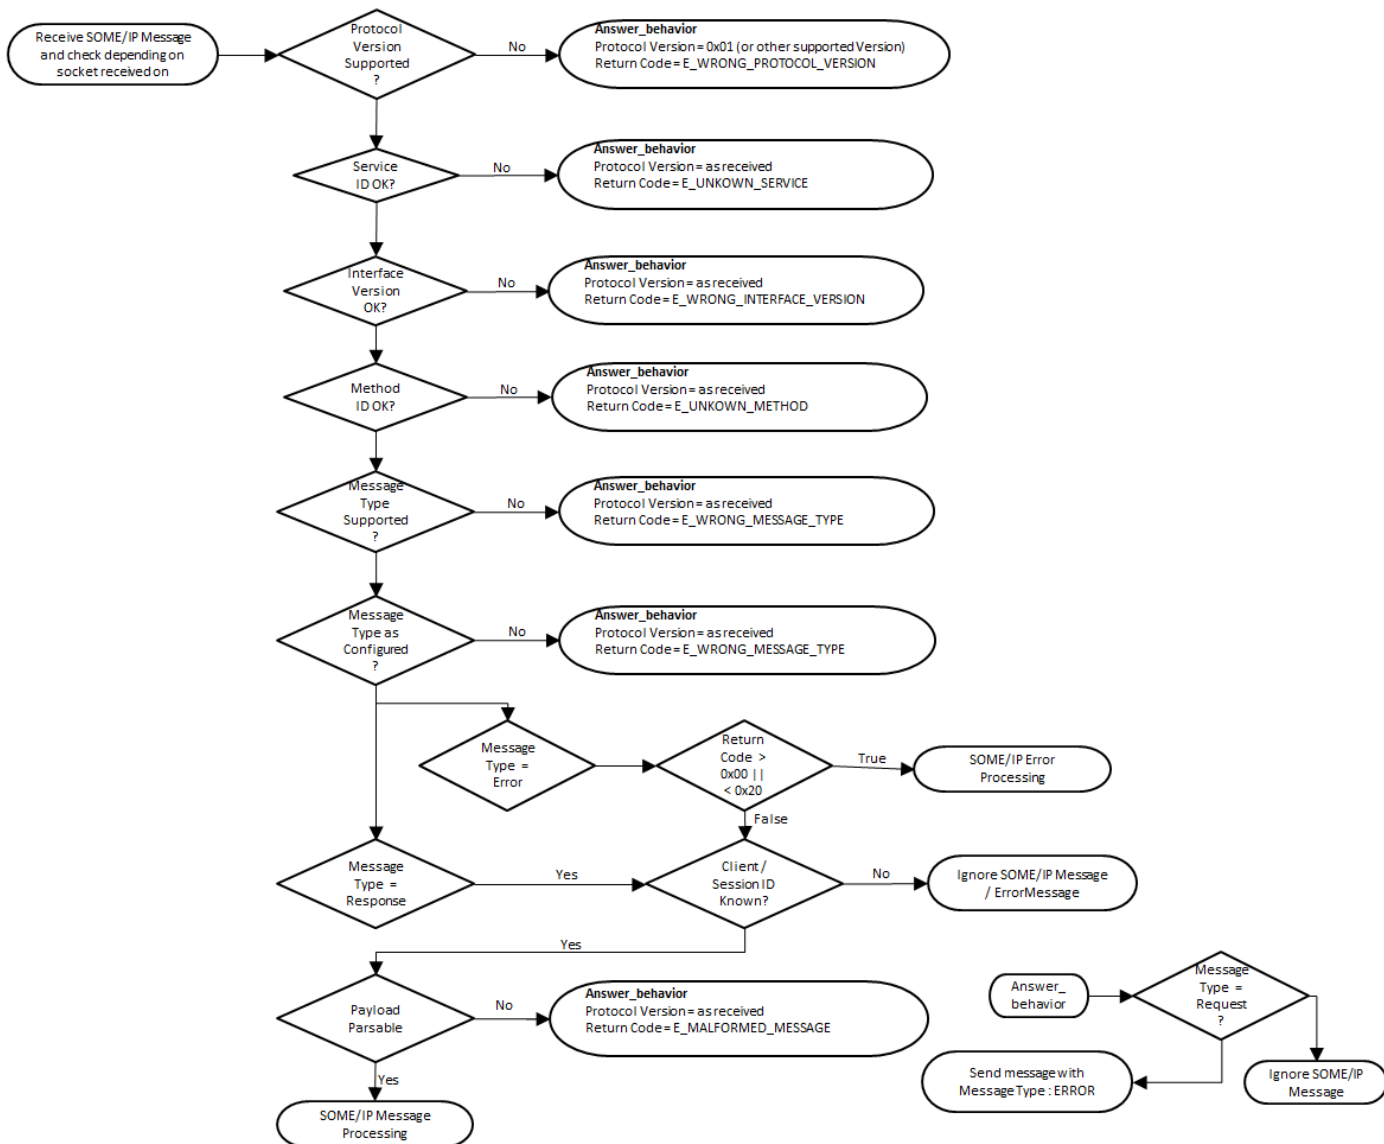 Receive SOME/IP Message
and check depending on
socket received on
Protocol
Version
Supported
?
No
Answer_behavior
Protocol Version = 0x01 (or other supported Version)
Return Code = E_WRONG_PROTOCOL_VERSION
Service
ID OK?
No
Answer_behavior
Protocol Version = as received
Return Code = E_UNKOWN_SERVICE
Interface
Version
OK?
No
Answer_behavior
Protocol Version = as received
Return Code = E_WRONG_INTERFACE_VERSION
Method
ID OK?
No
Answer_behavior
Protocol Version = as received
Return Code = E_UNKOWN_METHOD
Message
Type
Supported
?
No
Answer_behavior
Protocol Version = as received
Return Code = E_WRONG_MESSAGE_TYPE
Message
Type as
Configured
?
No
Answer_behavior
Protocol Version = as received
Return Code = E_WRONG_MESSAGE_TYPE
Message
Type =
Error
Return
Code >
0x00 ||
< 0x20
True
SOME/IP Error
Processing
False
Message
Type =
Response
Yes
Client /
Session ID
Known?
No
Ignore SOME/IP Message
/ ErrorMessage
Yes
Payload
Parsable
No
Answer_behavior
Protocol Version = as received
Return Code = E_MALFORMED_MESSAGE
Yes
SOME/IP Message
Processing
Answer_
behavior
Message
Type =
Request
?
Send message with
Message Type : ERROR
Ignore SOME/IP
Message